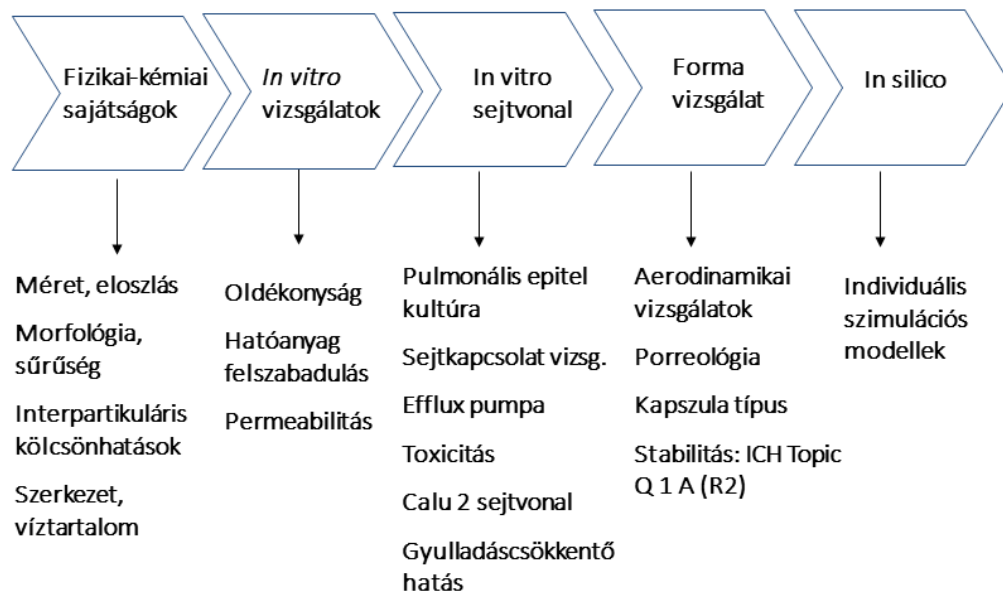 Fizikai-kémiai
sajátságok
In vitro
vizsgálatok
In vitro
sejtvonal
Forma
vizsgálat
In silico
Méret, eloszlás
Morfológia,
sűrűség
Interpartikuláris
kölcsönhatások
Szerkezet,
víztartalom
Oldékonyság
Hatóanyag
felszabadulás
Permeabilitás
Pulmonális epitel
kultúra
Sejtkapcsolat vizsg.
Efflux pumpa
Toxicitás
Calu 2 sejtvonal
Gyulladáscsökkentő
hatás
Aerodinamikai
vizsgálatok
Porreológia
Kapszula típus
Stabilitás: ICH Topic
Q 1 A (R2)
Individuális
szimulációs
modellek